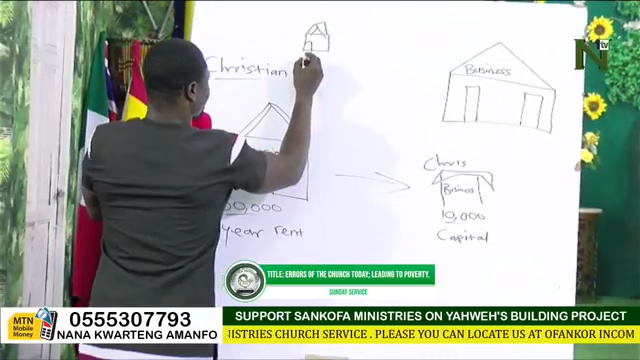 Christian
Business
Chris
Business
10,000
Capital
00,000
year rent
N
TITLE: ERRORS OF THE CHURCH TODAY; LEADING TO POVERTY.
SUNDAY SERVICE
MTN
Mobile
Money
0555307793
NANA KWARTENG AMANFO
SUPPORT SANKOFA MINISTRIES ON YAHWEH'S BUILDING PROJECT
NISTRIES CHURCH SERVICE . PLEASE YOU CAN LOCATE US AT OFANKOR INCOM